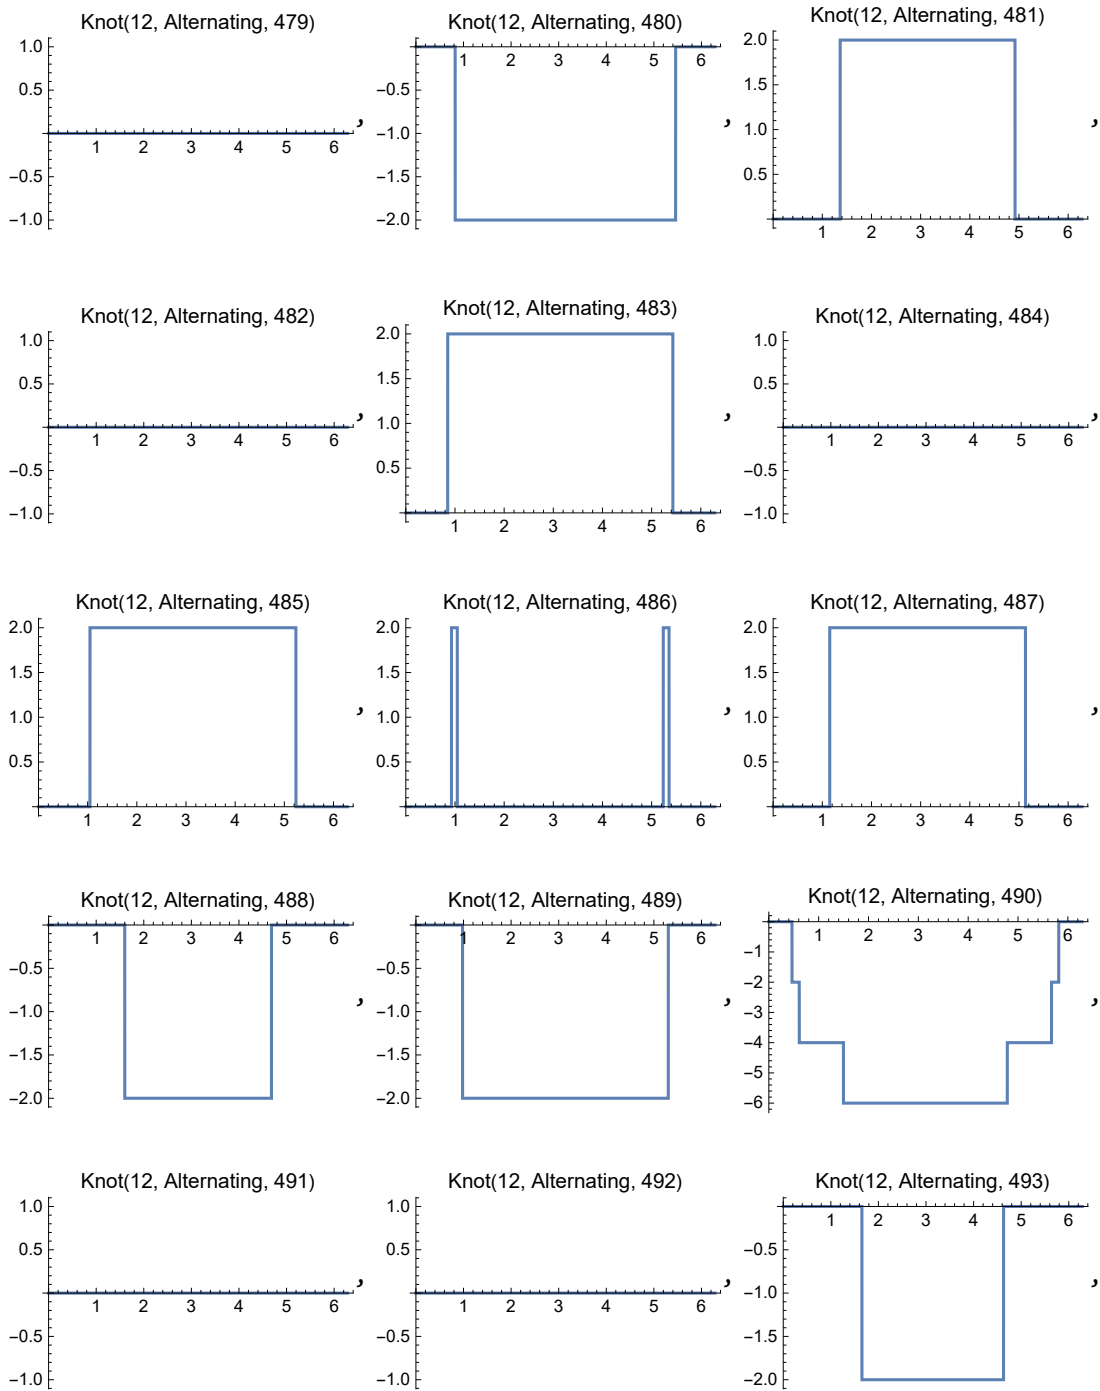 Knot(12, Alternating, 479)
1.0
0.5
-0.5
-1.0
1 2 3 4 5 6
,
Knot(12, Alternating, 480)
1 2 3 4 5 6
-0.5
-1.0
-1.5
-2.0
,
Knot(12, Alternating, 481)
2.0
1.5
1.0
0.5
1 2 3 4 5 6
,
Knot(12, Alternating, 482)
1.0
0.5
-0.5
-1.0
1 2 3 4 5 6
,
Knot(12, Alternating, 483)
2.0
1.5
1.0
0.5
1 2 3 4 5 6
,
Knot(12, Alternating, 484)
1.0
0.5
-0.5
-1.0
1 2 3 4 5 6
,
Knot(12, Alternating, 485)
2.0
1.5
1.0
0.5
1 2 3 4 5 6
,
Knot(12, Alternating, 486)
2.0
1.5
1.0
0.5
1 2 3 4 5 6
,
Knot(12, Alternating, 487)
2.0
1.5
1.0
0.5
1 2 3 4 5 6
,
Knot(12, Alternating, 488)
1 2 3 4 5 6
-0.5
-1.0
-1.5
-2.0
,
Knot(12, Alternating, 489)
1 2 3 4 5 6
-0.5
-1.0
-1.5
-2.0
,
Knot(12, Alternating, 490)
1 2 3 4 5 6
-1
-2
-3
-4
-5
-6
,
Knot(12, Alternating, 491)
1.0
0.5
-0.5
-1.0
1 2 3 4 5 6
,
Knot(12, Alternating, 492)
1.0
0.5
-0.5
-1.0
1 2 3 4 5 6
,
Knot(12, Alternating, 493)
1 2 3 4 5 6
-0.5
-1.0
-1.5
-2.0
,